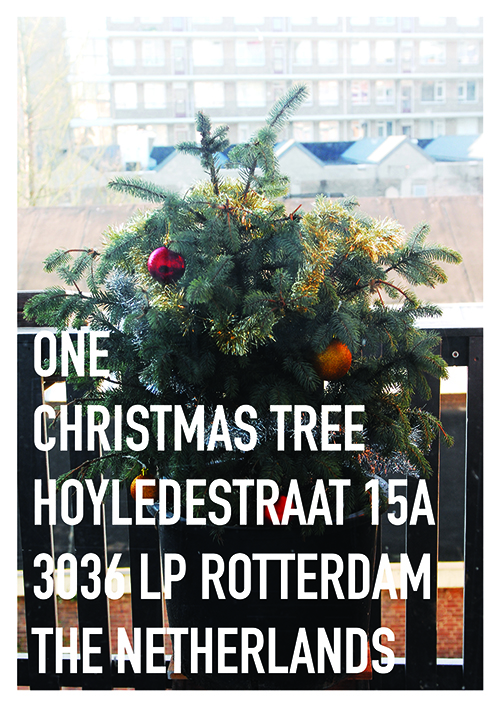 ONE
CHRISTMAS TREE
HOYLEDESTRAAT 15A
3036 LP ROTTERDAM
THE NETHERLANDS